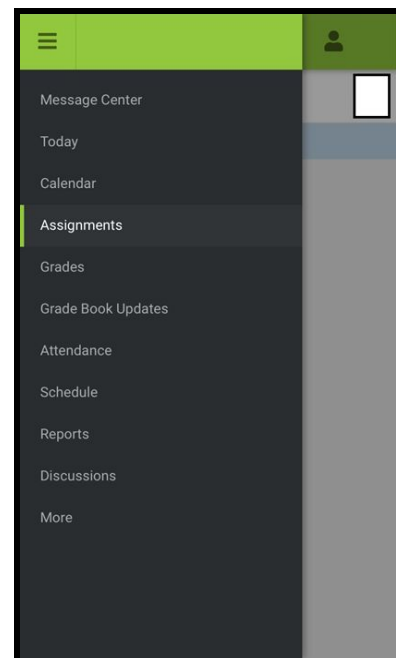 Message Center
Today
Calendar
Assignments
Grades
Grade Book Updates
Attendance
Schedule
Reports
Discussions
More